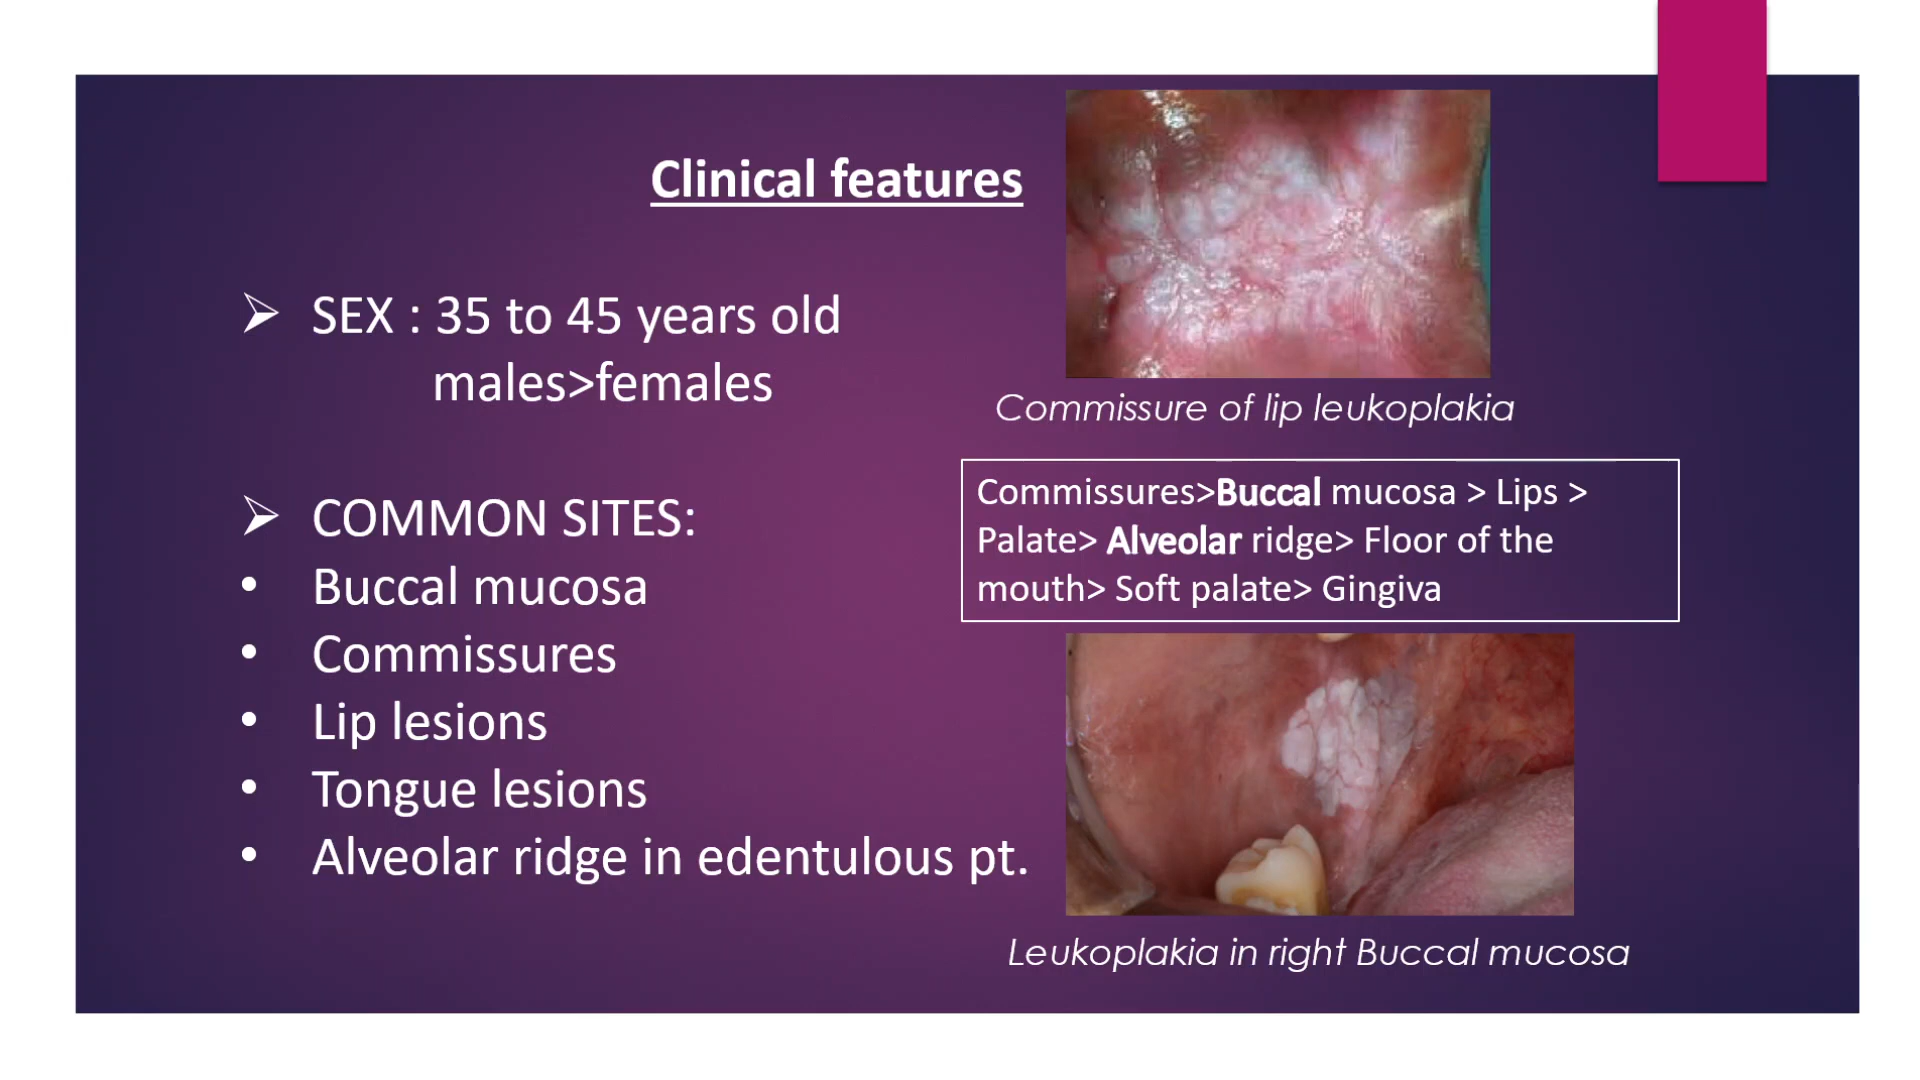 Clinical features
➢ SEX : 35 to 45 years old
males>females
➢ COMMON SITES:
• Buccal mucosa
• Commissures
• Lip lesions
• Tongue lesions
• Alveolar ridge in edentulous pt.
Commissure of lip leukoplakia
Commissures>Buccal mucosa > Lips >
Palate> Alveolar ridge> Floor of the
mouth> Soft palate> Gingiva
Leukoplakia in right Buccal mucosa